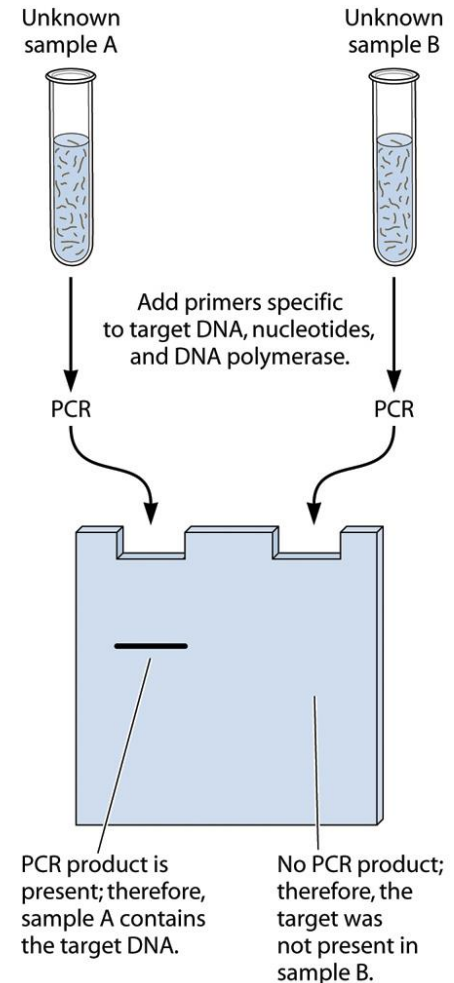 Unknown
sample A
Unknown
sample B
Add primers specific
to target DNA, nucleotides,
and DNA polymerase.
PCR
PCR
PCR product is
present; therefore,
sample A contains
the target DNA.
No PCR product;
therefore, the
target was
not present in
sample B.